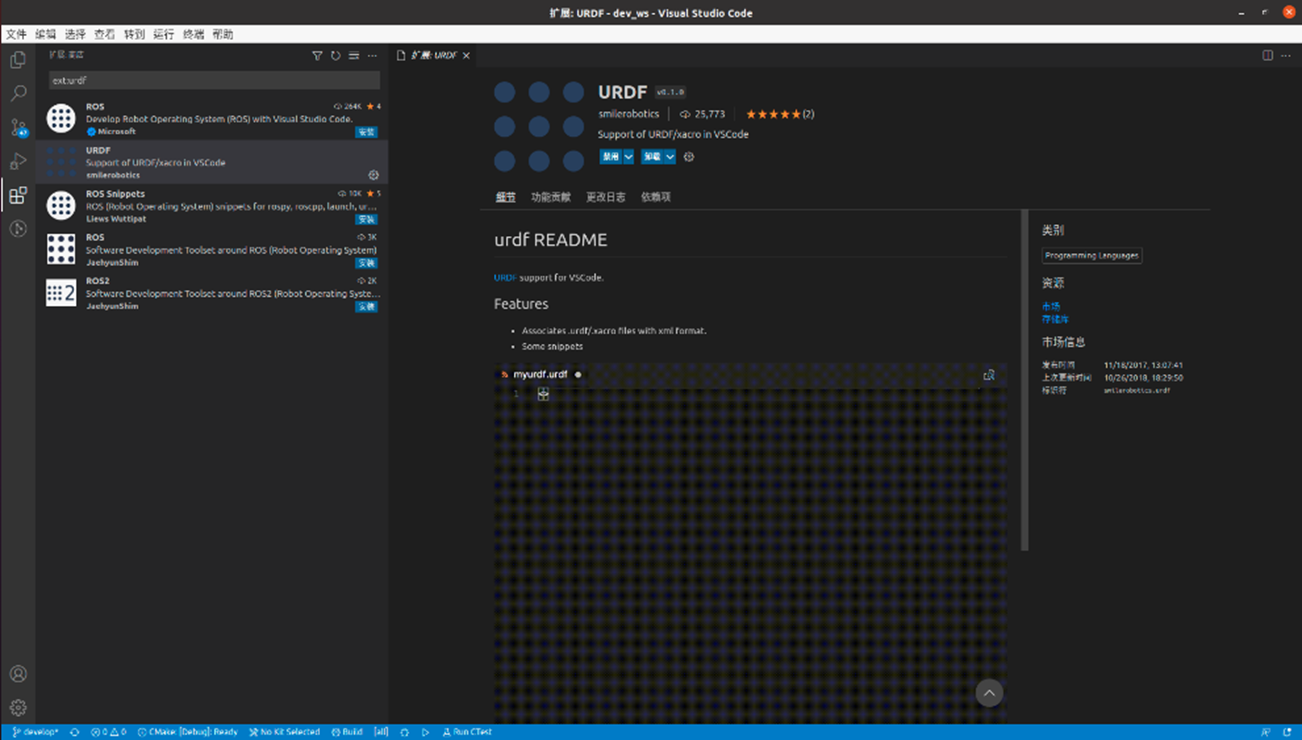 扩展: URDF - dev_ws - Visual Studio Code
文件 编辑 选择 查看 转到 运行 终端 帮助
扩展: 商店
ext:urdf
ROS 264K ★ 4
Develop Robot Operating System (ROS) with Visual Studio Code.
Microsoft 安装
URDF
Support of URDF/xacro in VSCode
smilerobotics
ROS Snippets 10K ★ 5
ROS (Robot Operating System) snippets for rospy, roscpp, launch, ur...
Liews Wuttipat 安装
ROS 3K
Software Development Toolset around ROS (Robot Operating System)
JaehyunShim 安装
ROS2 2K
Software Development Toolset around ROS2 (Robot Operating Syste...
JaehyunShim 安装
扩展: URDF
URDF v0.1.0
smilerobotics 25,773 ★★★★★(2)
Support of URDF/xacro in VSCode
禁用 卸载
细节 功能贡献 更改日志 依赖项
urdf README
URDF support for VSCode.
Features
• Associates .urdf/.xacro files with xml format.
• Some snippets
myurdf.urdf ●
1
类别
Programming Languages
资源
市场
存储库
市场信息
发布时间 11/18/2017, 13:07:41
上次更新时间 10/26/2018, 18:29:50
标识符 smilerobotics.urdf
develop* 0 0 CMake: [Debug]: Ready No Kit Selected Build [all] Run CTest